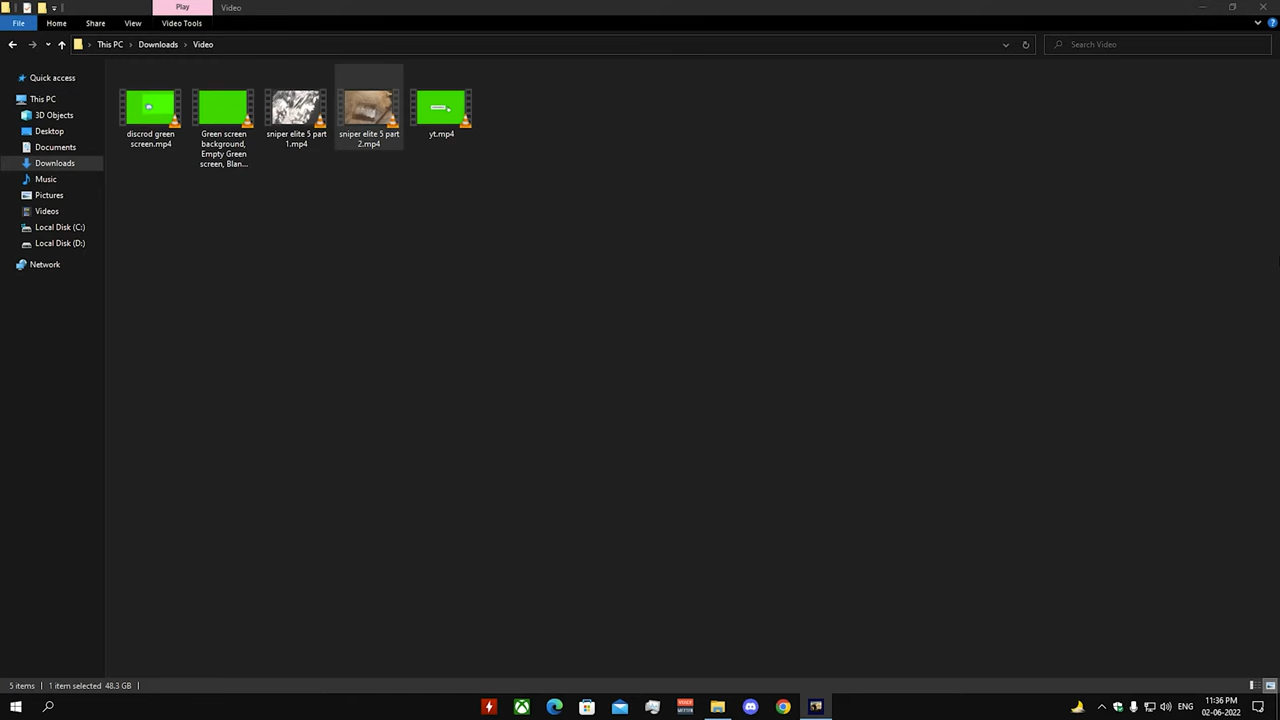 Play
Video
File
Home
Share
View
Video Tools
This PC
Downloads
Video
Search Video
Quick access
This PC
3D Objects
Desktop
Documents
Downloads
Music
Pictures
Videos
Local Disk (C:)
Local Disk (D:)
Network
discrod green
screen.mp4
Green screen
background,
Empty Green
screen, Blan...
sniper elite 5 part
1.mp4
sniper elite 5 part
2.mp4
yt.mp4
5 items
1 item selected 48.3 GB
ENG
11:36 PM
02-06-2022